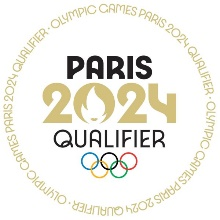 OLYMPIC GAMES PARIS 2024 QUALIFIER · OLYMPIC GAMES PARIS 2024 QUALIFIER ·
PARIS
2024
QUALIFIER